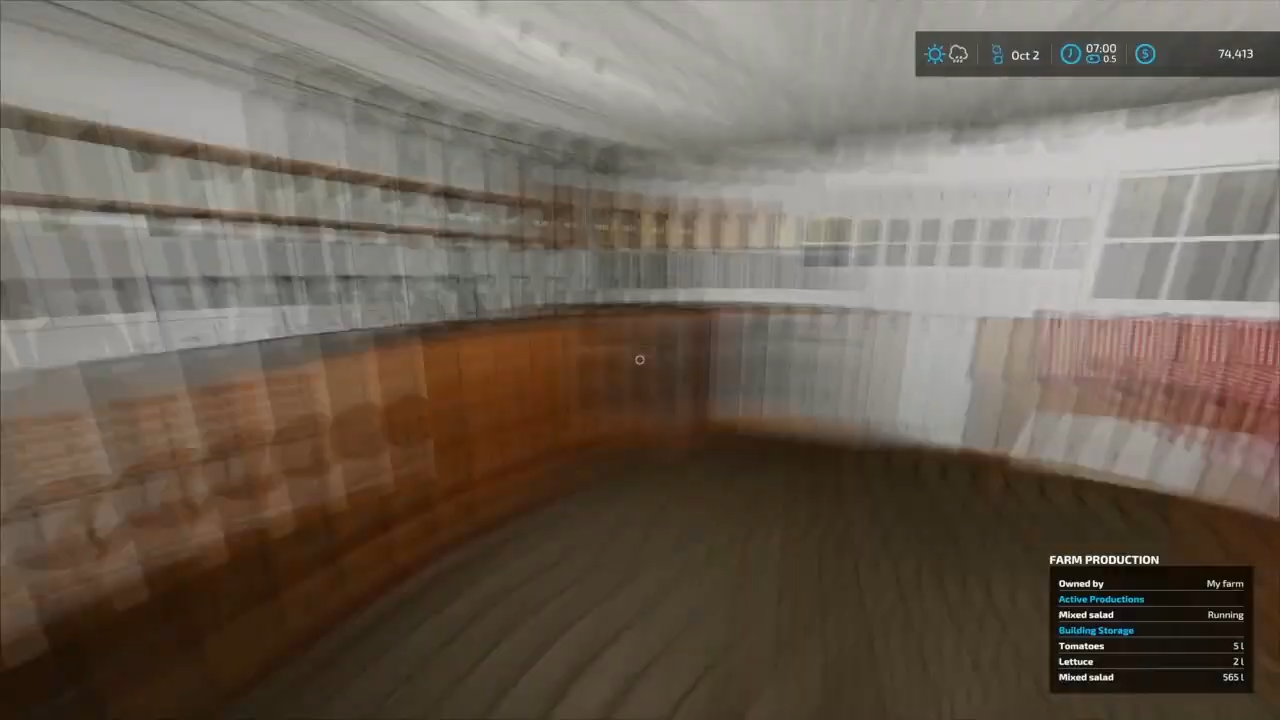 Oct 2
07:00
0.5
74,413
FARM PRODUCTION
Owned by My farm
Active Productions
Mixed salad Running
Building Storage
Tomatoes 5 l
Lettuce 2 l
Mixed salad 565 l